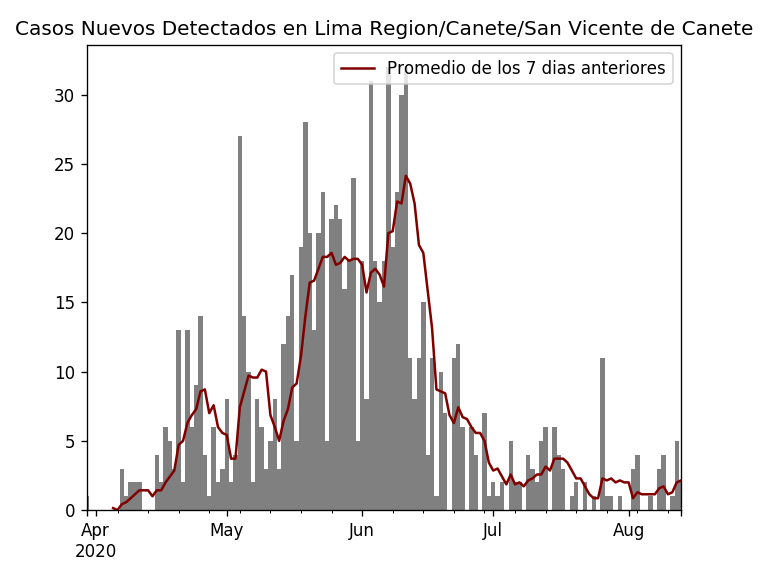 Casos Nuevos Detectados en Lima Region/Canete/San Vicente de Canete
Promedio de los 7 dias anteriores
30
25
20
15
10
5
0
Apr May Jun Jul Aug
2020